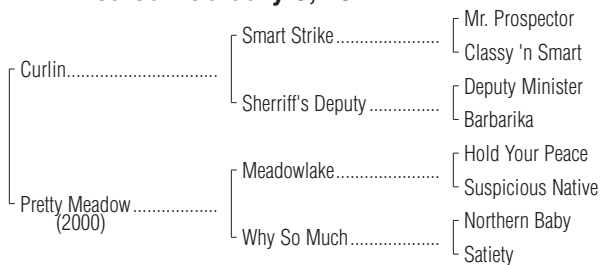 Smart Strike
Mr. Prospector
Classy 'n Smart
Curlin
Sherriff's Deputy
Deputy Minister
Barbarika
Meadowlake
Hold Your Peace
Suspicious Native
Pretty Meadow
(2000)
Why So Much
Northern Baby
Satiety